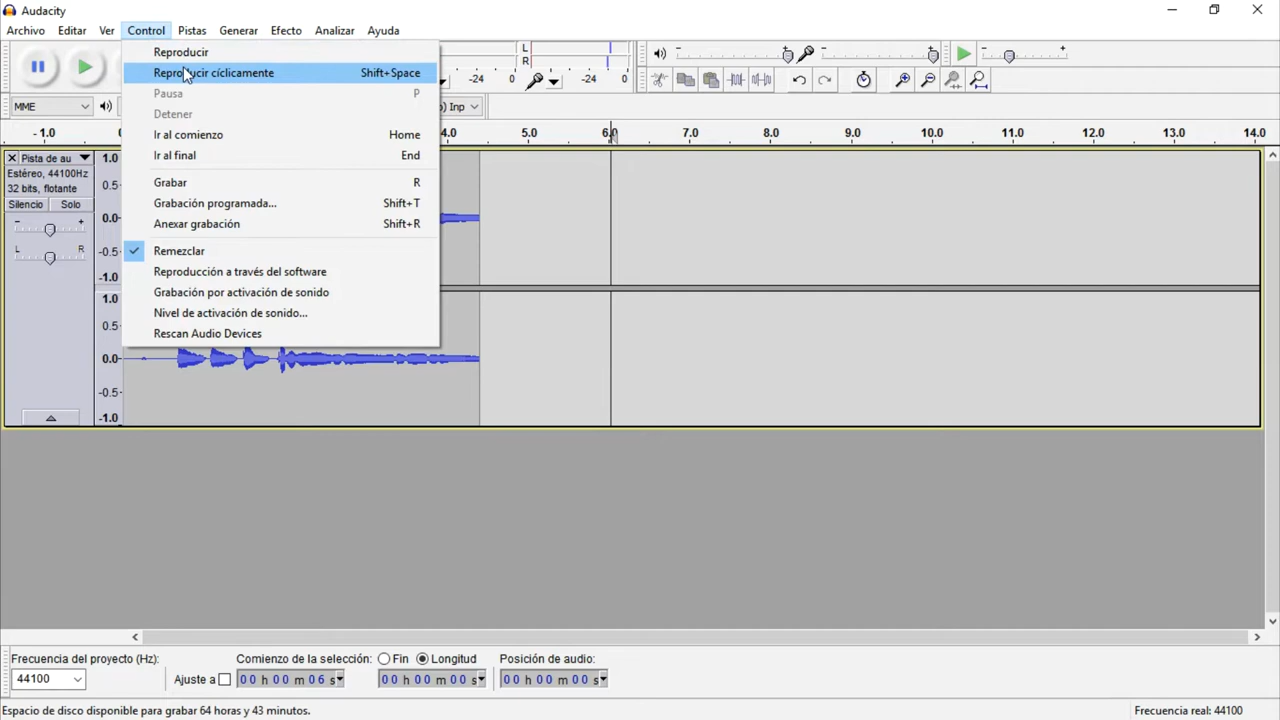 Audacity
Archivo Editar Ver Control Pistas Generar Efecto Analizar Ayuda
Reproducir
Reproducir cíclicamente Shift+Space
Pausa P
Detener
Ir al comienzo Home
Ir al final End
Grabar R
Grabación programada... Shift+T
Anexar grabación Shift+R
Remezclar
Reproducción a través del software
Grabación por activación de sonido
Nivel de activación de sonido...
Rescan Audio Devices
L
R
-24 0
-24 0
- +
- +
- +
MME
) Inp
-1.0 4.0 5.0 6.0 7.0 8.0 9.0 10.0 11.0 12.0 13.0 14.0
Pista de au
Estéreo, 44100Hz
32 bits, flotante
Silencio Solo
- +
L R
1.0
0.5
0.0
-0.5
-1.0
1.0
0.5
0.0
-0.5
-1.0
Frecuencia del proyecto (Hz):
44100
Ajuste a
Comienzo de la selección:
Fin Longitud
00 h 00 m 06 s
00 h 00 m 00 s
Posición de audio:
00 h 00 m 00 s
Espacio de disco disponible para grabar 64 horas y 43 minutos.
Frecuencia real: 44100